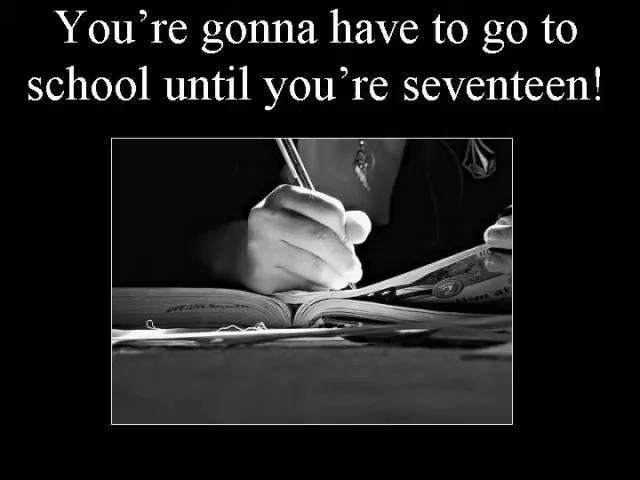 You’re gonna have to go to
school until you’re seventeen!